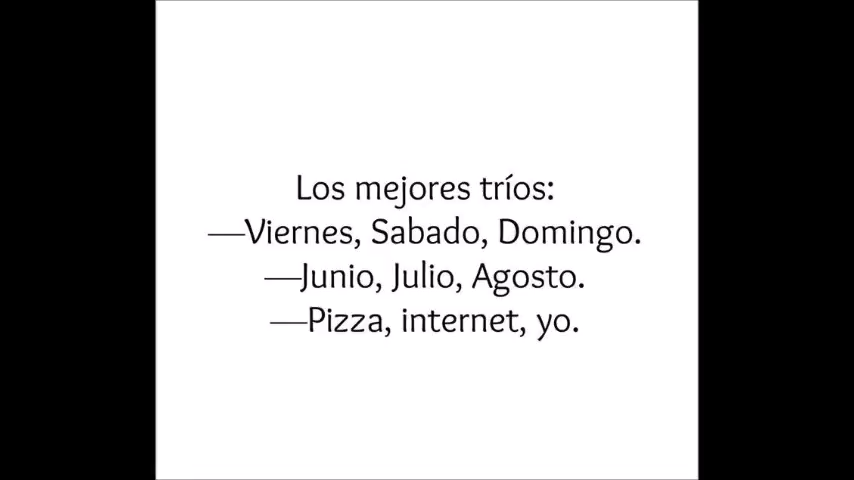 Los mejores tríos:
—Viernes, Sabado, Domingo.
—Junio, Julio, Agosto.
—Pizza, internet, yo.